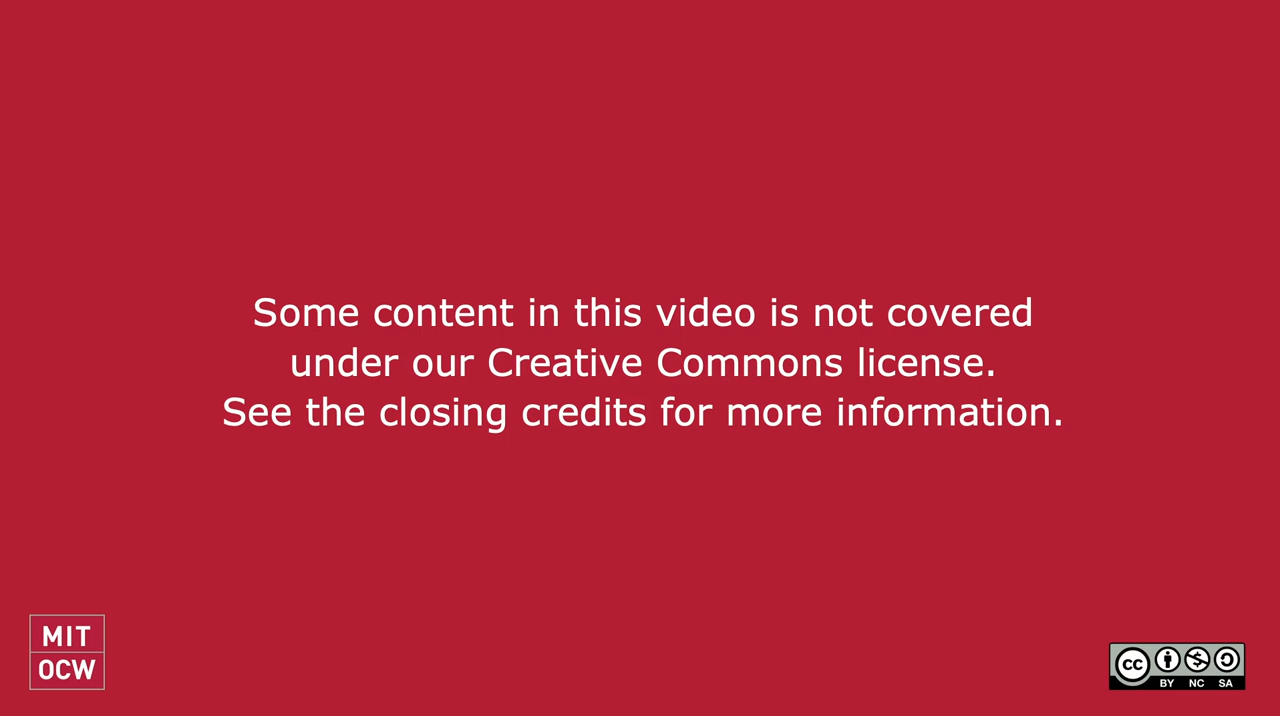 Some content in this video is not covered
under our Creative Commons license.
See the closing credits for more information.
MIT
OCW
cc
BY NC SA